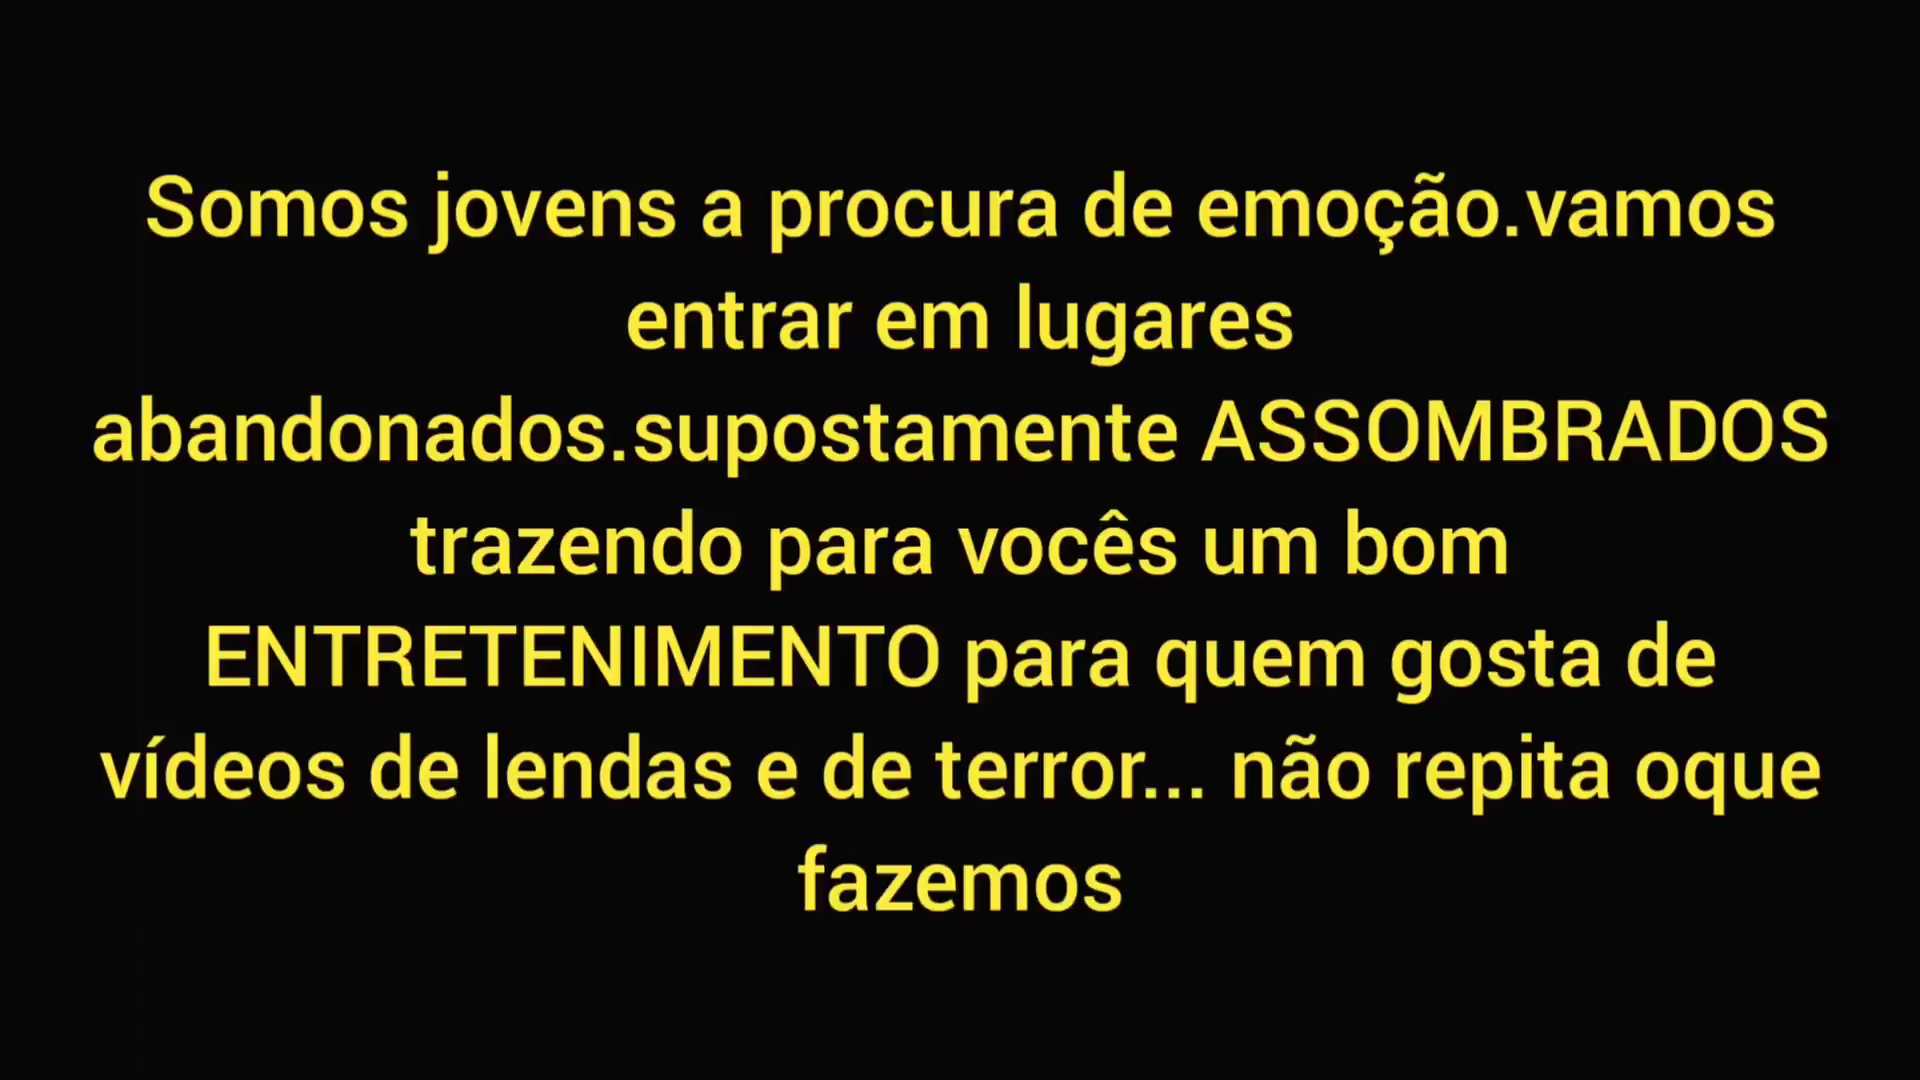 Somos jovens a procura de emoção.vamos
entrar em lugares
abandonados.supostamente ASSOMBRADOS
trazendo para vocês um bom
ENTRETENIMENTO para quem gosta de
vídeos de lendas e de terror... não repita oque
fazemos